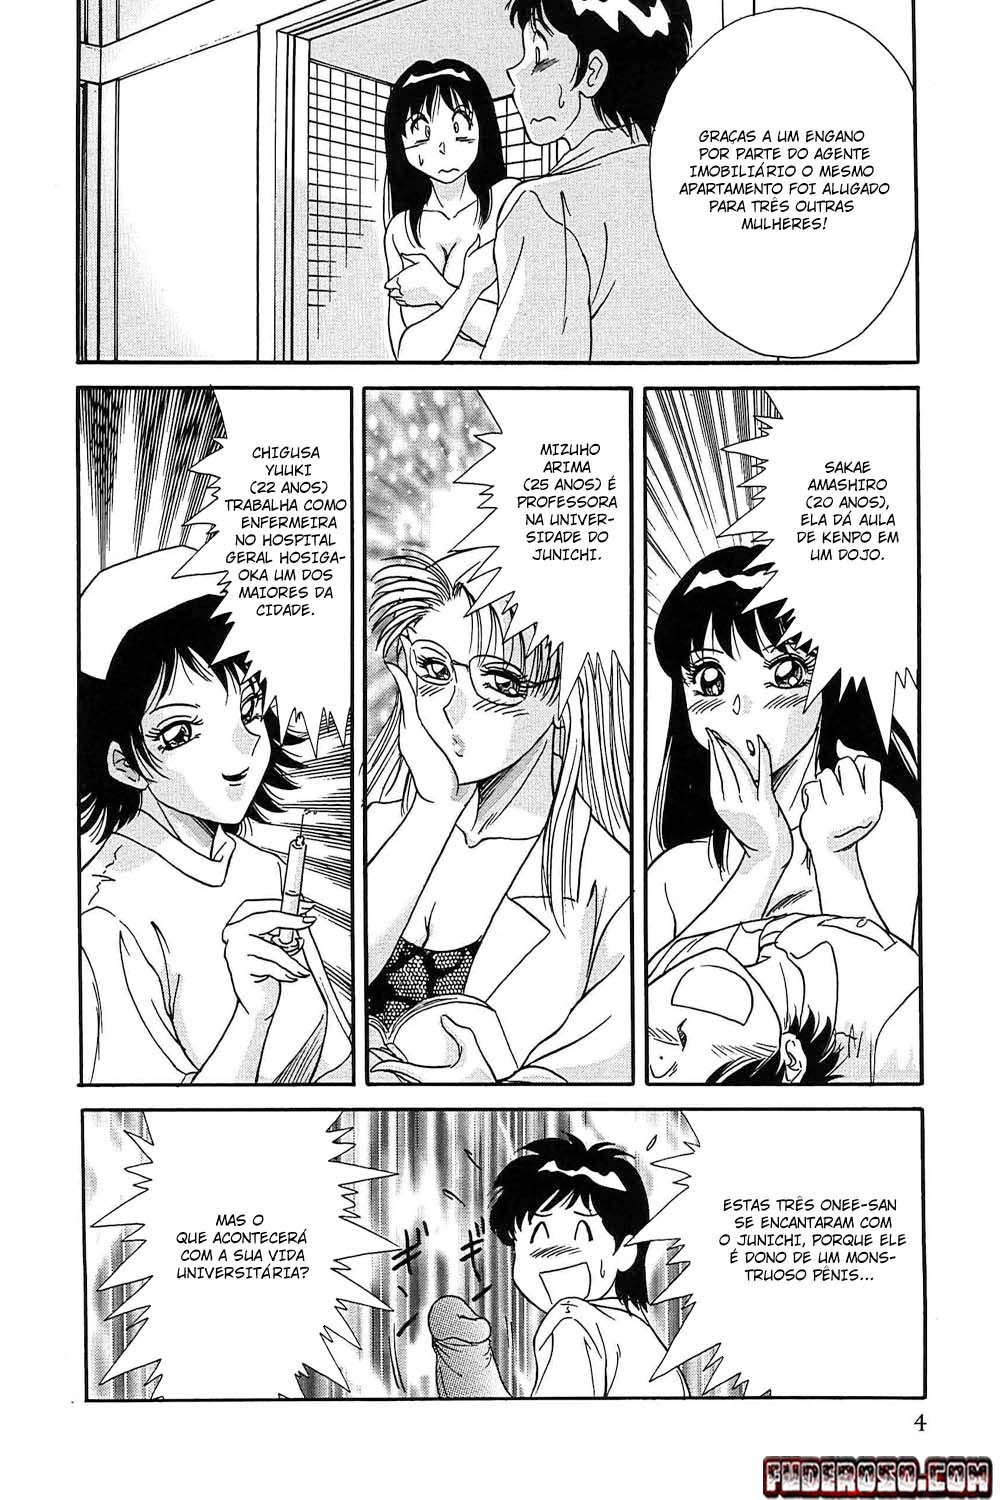 GRAÇAS A UM ENGANO
POR PARTE DO AGENTE
IMOBILIÁRIO O MESMO
APARTAMENTO FOI ALUGADO
PARA TRÊS OUTRAS
MULHERES!
SAKAE
AMASHIRO
(20 ANOS),
ELA DÁ AULA
DE KENPO EM
UM DOJO.
MIZUHO
ARIMA
(25 ANOS) É
PROFESSORA
NA UNIVER-
SIDADE DO
JUNICHI.
CHIGUSA
YUUKI
(22 ANOS)
TRABALHA COMO
ENFERMEIRA
NO HOSPITAL
GERAL HOSIGA-
OKA UM DOS
MAIORES DA
CIDADE.
ESTAS TRÊS ONEE-SAN
SE ENCANTARAM COM
O JUNICHI, PORQUE ELE
É DONO DE UM MONS-
TRUOSO PÊNIS...
ギンギン
MAS O
QUE ACONTECERÁ
COM A SUA VIDA
UNIVERSITÁRIA?
4
FUDEROSO.COM